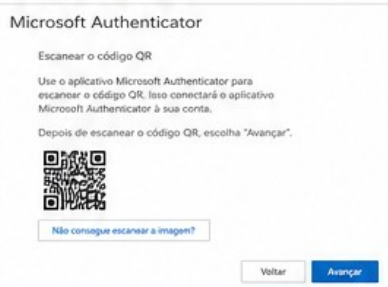 Microsoft Authenticator
Escanear o código QR
Use o aplicativo Microsoft Authenticator para
escanear o código QR. Isso conectará o aplicativo
Microsoft Authenticator à sua conta.
Depois de escanear o código QR, escolha "Avançar".
Não consegue escanear a imagem?
Voltar
Avançar